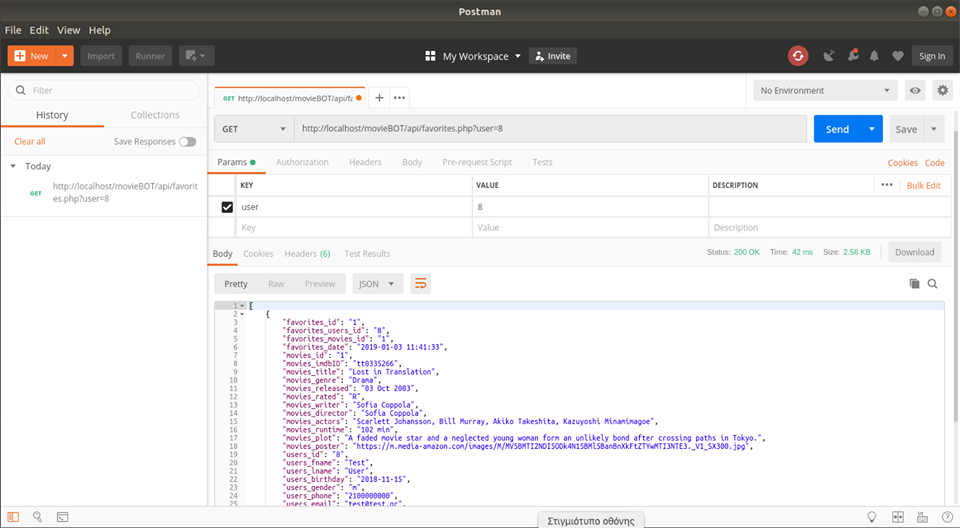 Postman
File Edit View Help
New Import Runner My Workspace Invite Sign In
Filter
History Collections
Clear all Save Responses
Today
GET http://localhost/movieBOT/api/favorit
es.php?user=8
GET http://localhost/movieBOT/api/fa
No Environment
GET http://localhost/movieBOT/api/favorites.php?user=8 Send Save
Params Authorization Headers Body Pre-request Script Tests Cookies Code
KEY VALUE DESCRIPTION Bulk Edit
user 8
Key Value Description
Body Cookies Headers (6) Test Results Status: 200 OK Time: 42 ms Size: 2.56 KB Download
Pretty Raw Preview JSON
1 [
2 {
3 "favorites_id": "1",
4 "favorites_users_id": "8",
5 "favorites_movies_id": "1",
6 "favorites_date": "2019-01-03 11:41:33",
7 "movies_id": "1",
8 "movies_imdbID": "tt0335266",
9 "movies_title": "Lost in Translation",
10 "movies_genre": "Drama",
11 "movies_released": "03 Oct 2003",
12 "movies_rated": "R",
13 "movies_writer": "Sofia Coppola",
14 "movies_director": "Sofia Coppola",
15 "movies_actors": "Scarlett Johansson, Bill Murray, Akiko Takeshita, Kazuyoshi Minamimagoe",
16 "movies_runtime": "102 min",
17 "movies_plot": "A faded movie star and a neglected young woman form an unlikely bond after crossing paths in Tokyo.",
18 "movies_poster": "https://m.media-amazon.com/images/M/MV5BMTI2NDI5ODk4N15BMl5BanBnXkFtZTYwMTI3NTE3._V1_SX300.jpg",
19 "users_id": "8",
20 "users_fname": "Test",
21 "users_lname": "User",
22 "users_birthday": "2018-11-15",
23 "users_gender": "m",
24 "users_phone": "2100000000",
25 "users_email": "test@test.gr",
Στιγμιότυπο οθόνης